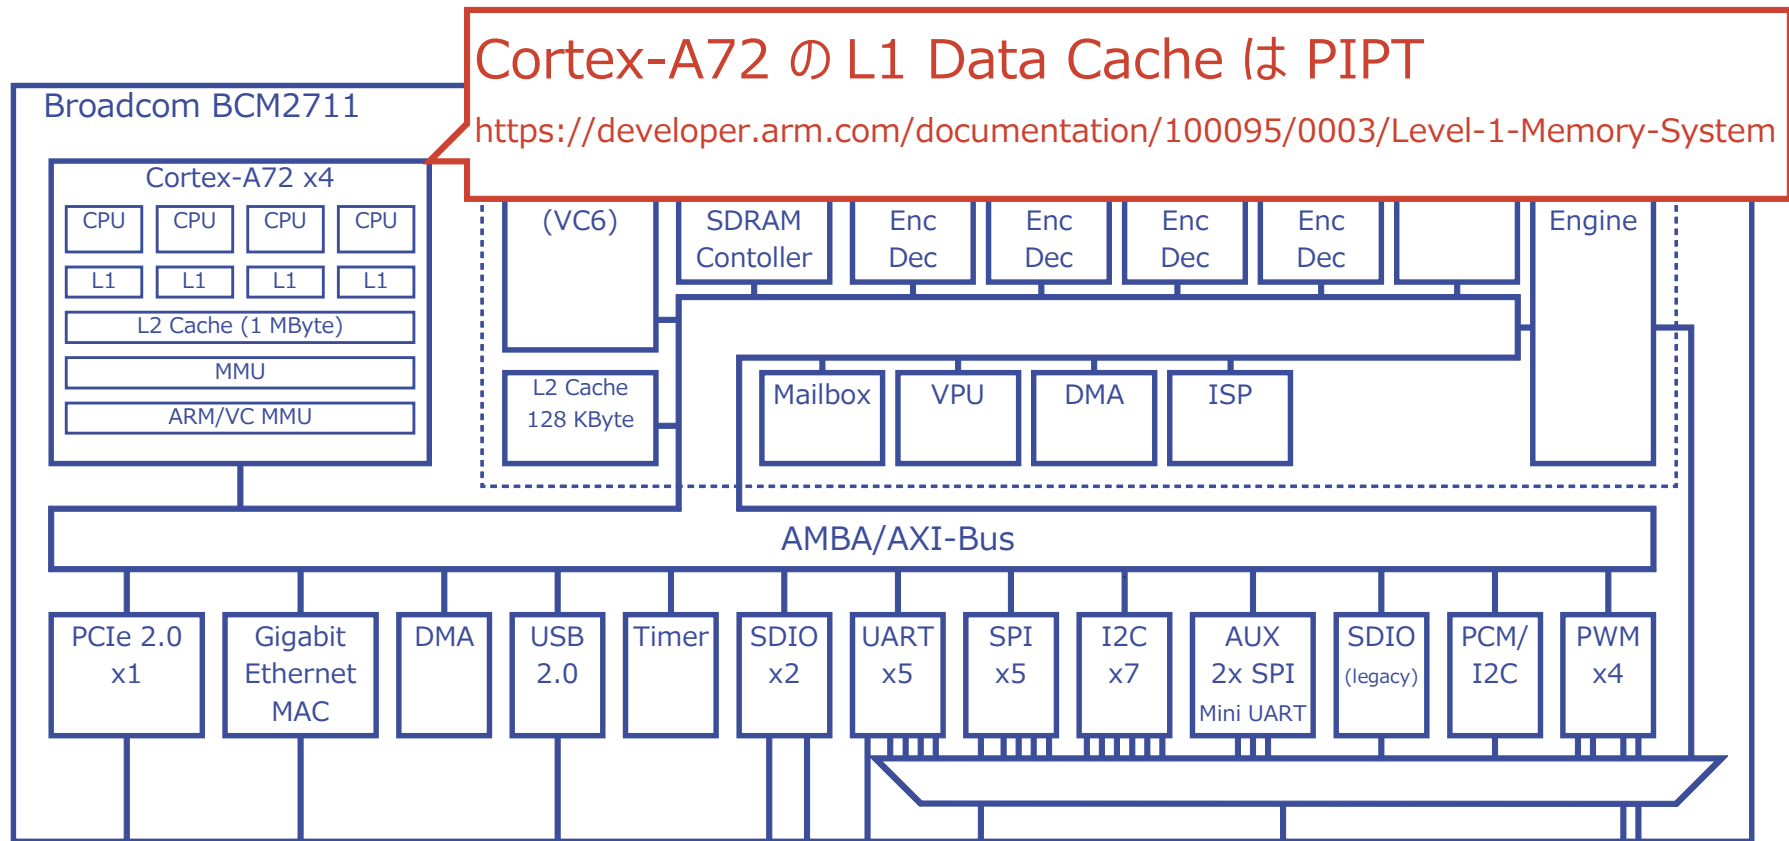 Cortex-A72 の L1 Data Cache は PIPT
https://developer.arm.com/documentation/100095/0003/Level-1-Memory-System
Broadcom BCM2711
Cortex-A72 x4
CPU
CPU
CPU
CPU
L1
L1
L1
L1
L2 Cache (1 MByte)
MMU
ARM/VC MMU
(VC6)
SDRAM
Contoller
Enc
Dec
Enc
Dec
Enc
Dec
Enc
Dec
Engine
L2 Cache
128 KByte
Mailbox
VPU
DMA
ISP
AMBA/AXI-Bus
PCIe 2.0
x1
Gigabit
Ethernet
MAC
DMA
USB
2.0
Timer
SDIO
x2
UART
x5
SPI
x5
I2C
x7
AUX
2x SPI
Mini UART
SDIO
(legacy)
PCM/
I2C
PWM
x4